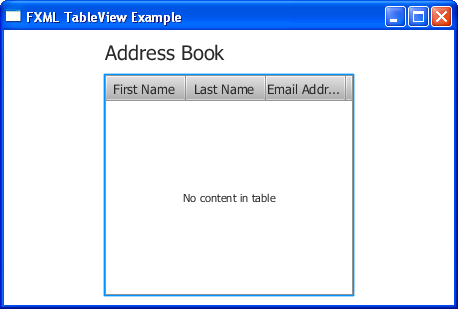 FXML TableView Example
Address Book
First Name Last Name Email Addr...
No content in table